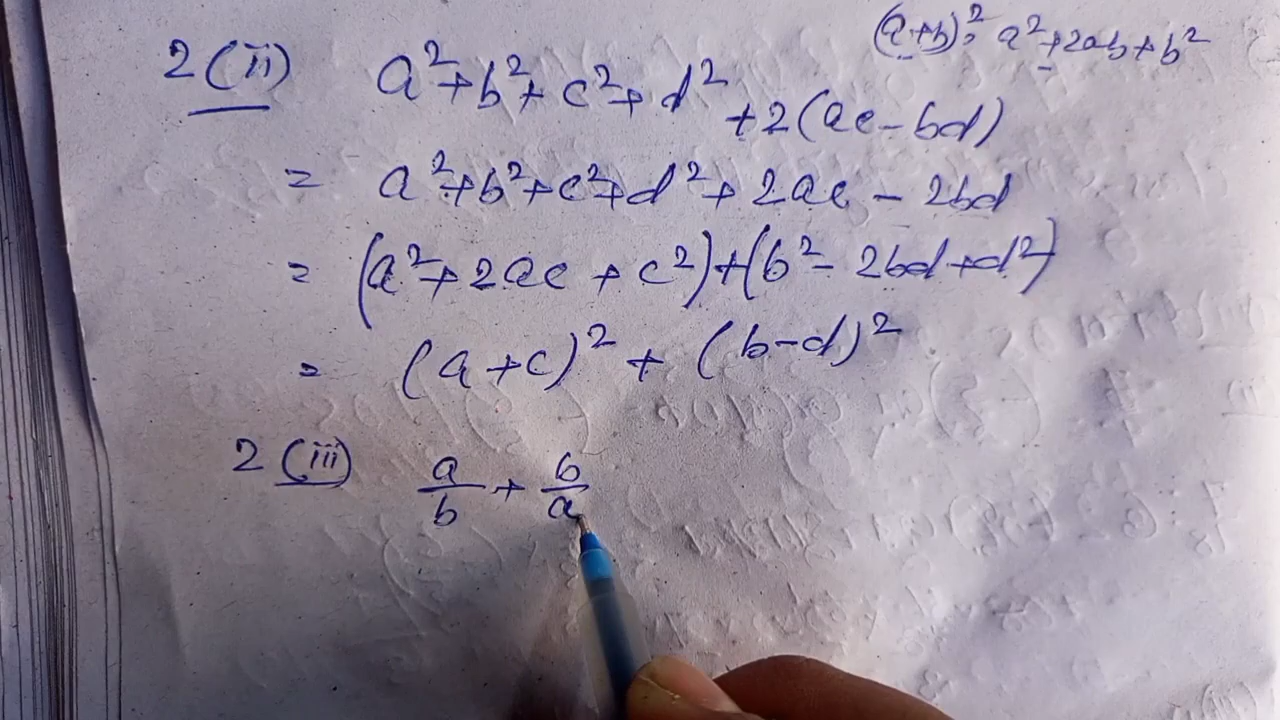 (a+b)² = a²+2ab+b²
2(ii) a²+b²+c²+d²+2(ac-bd)
= a²+b²+c²+d²+2ac-2bd
= (a²+2ac+c²)+(b²-2bd+d²)
= (a+c)²+(b-d)²
2(iii) a/b + b/a